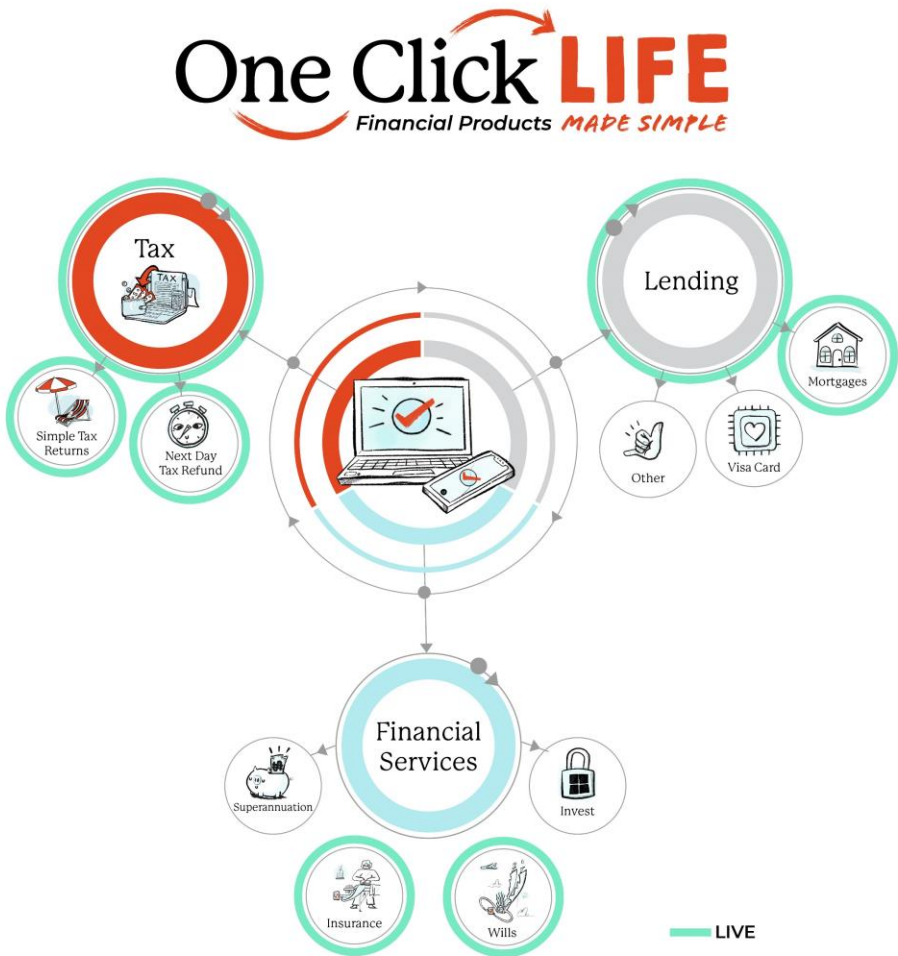 One Click LIFE
Financial Products MADE SIMPLE
Tax
TAX
Simple Tax
Returns
Next Day
Tax Refund
Lending
Mortgages
Other
Visa Card
Financial
Services
Superannuation
Invest
Insurance
Wills
LIVE